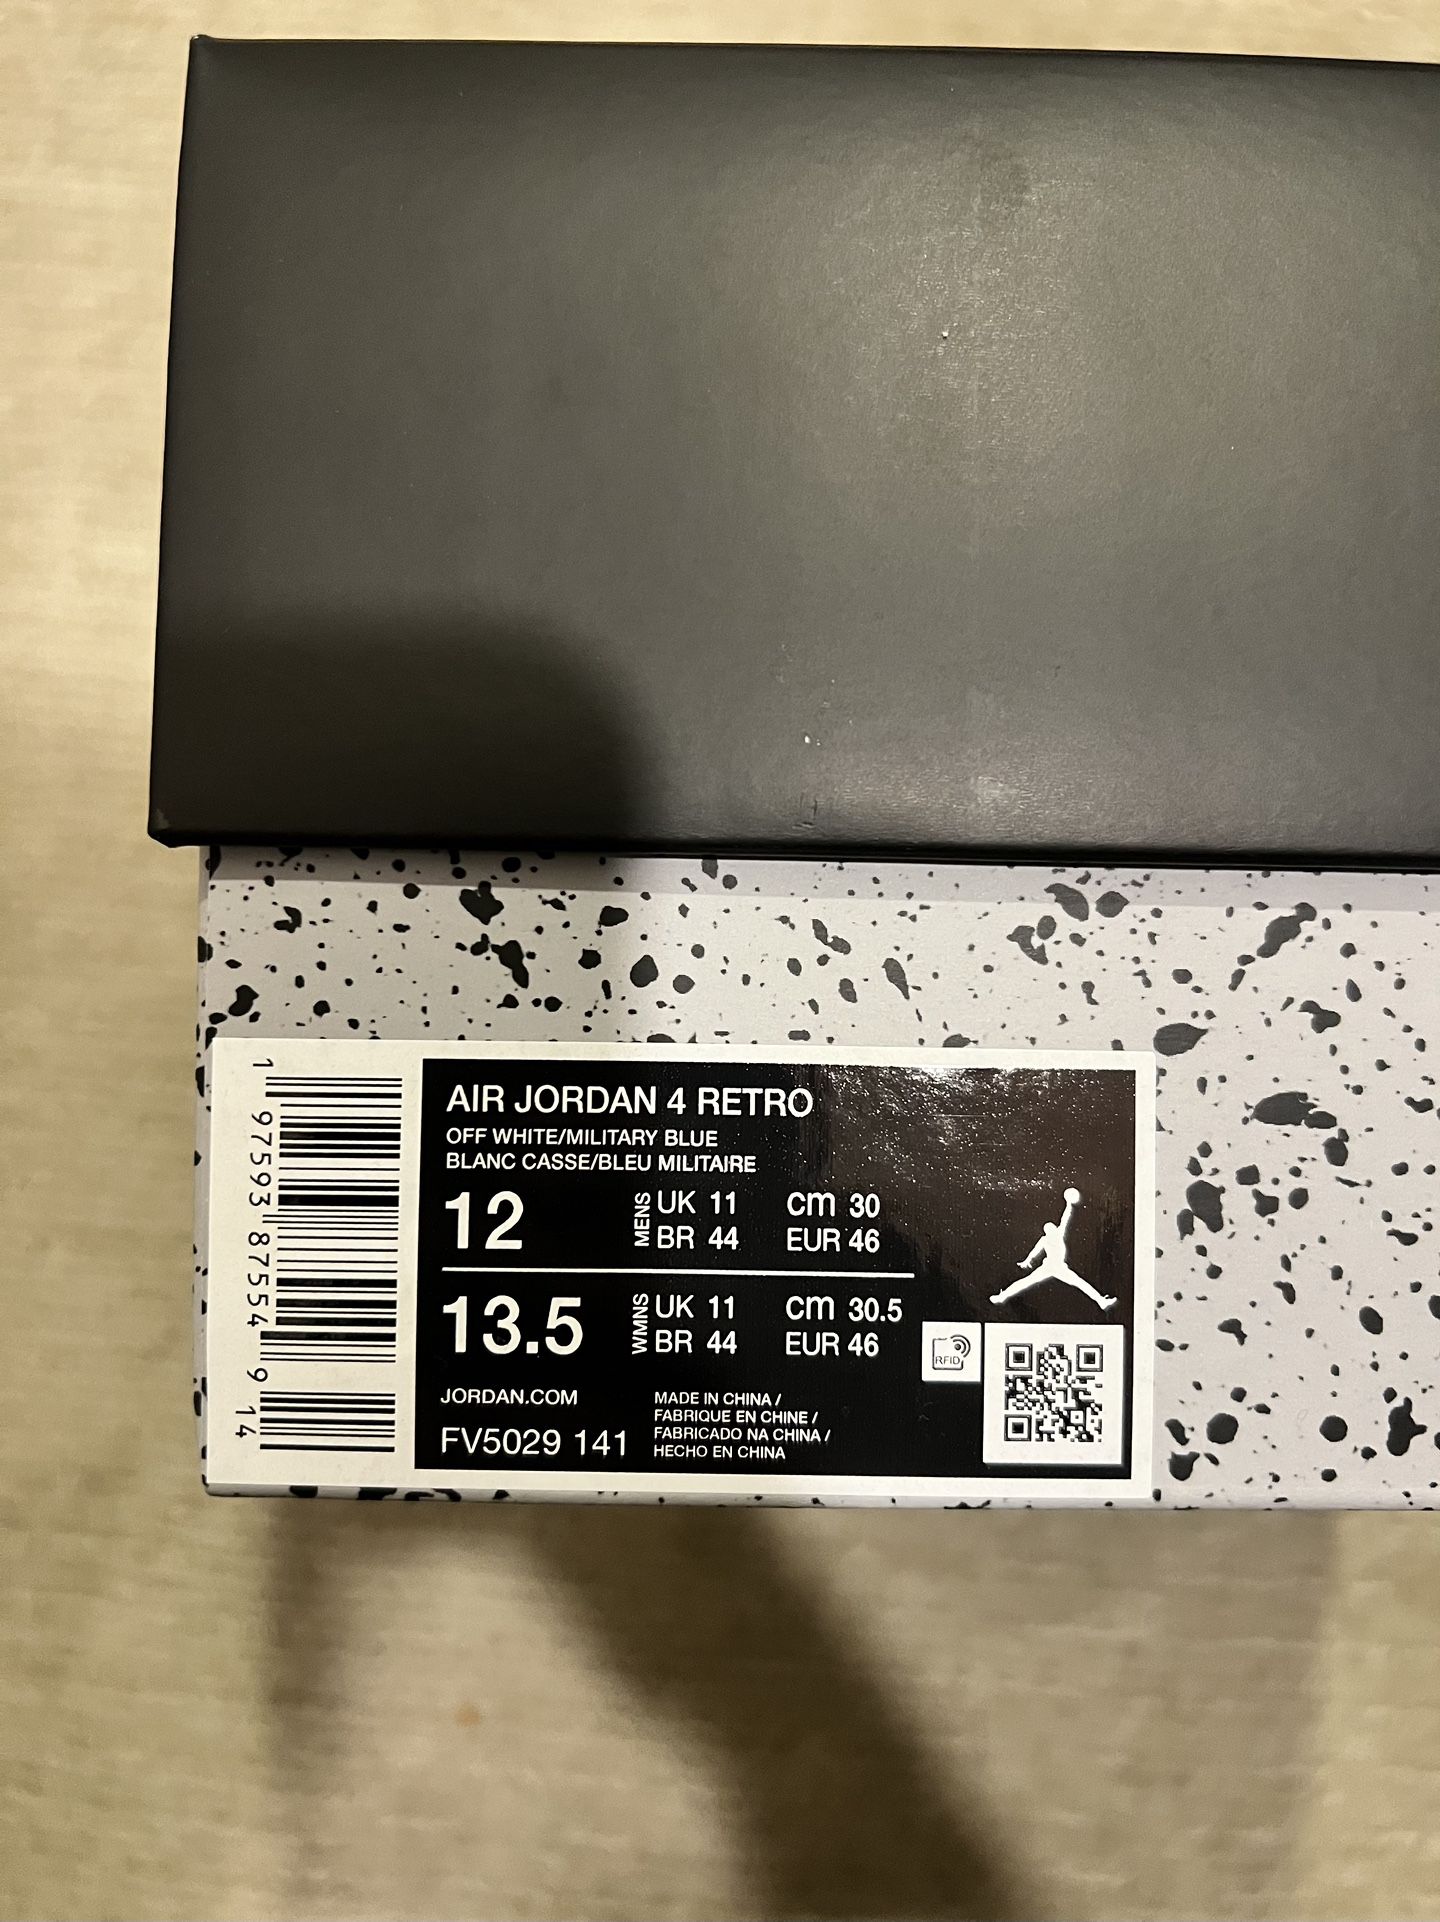 1 97593 87554 9 14
AIR JORDAN 4 RETRO
OFF WHITE/MILITARY BLUE
BLANC CASSE/BLEU MILITAIRE
12 MENS UK 11 cm 30
BR 44 EUR 46
13.5 WMNS UK 11 cm 30.5
BR 44 EUR 46
RFID
JORDAN.COM
FV5029 141
MADE IN CHINA /
FABRIQUE EN CHINE /
FABRICADO NA CHINA /
HECHO EN CHINA